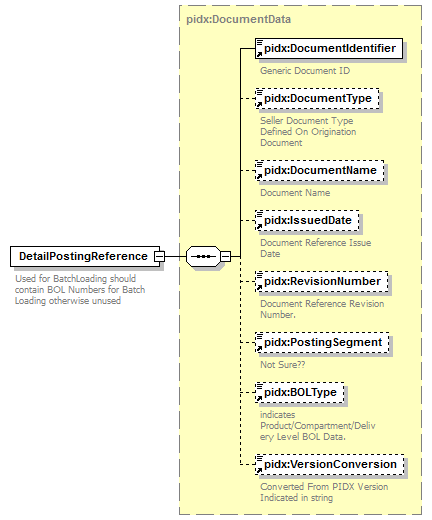 pidx:DocumentData
pidx:DocumentIdentifier
Generic Document ID
pidx:DocumentType
Seller Document Type
Defined On Origination
Document
pidx:DocumentName
Document Name
pidx:IssuedDate
Document Reference Issue
Date
DetailPostingReference
Used for BatchLoading should
contain BOL Numbers for Batch
Loading otherwise unused
pidx:RevisionNumber
Document Reference Revision
Number.
pidx:PostingSegment
Not Sure??
pidx:BOLType
indicates
Product/Compartment/Deliv
ery Level BOL Data.
pidx:VersionConversion
Converted From PIDX Version
Indicated in string